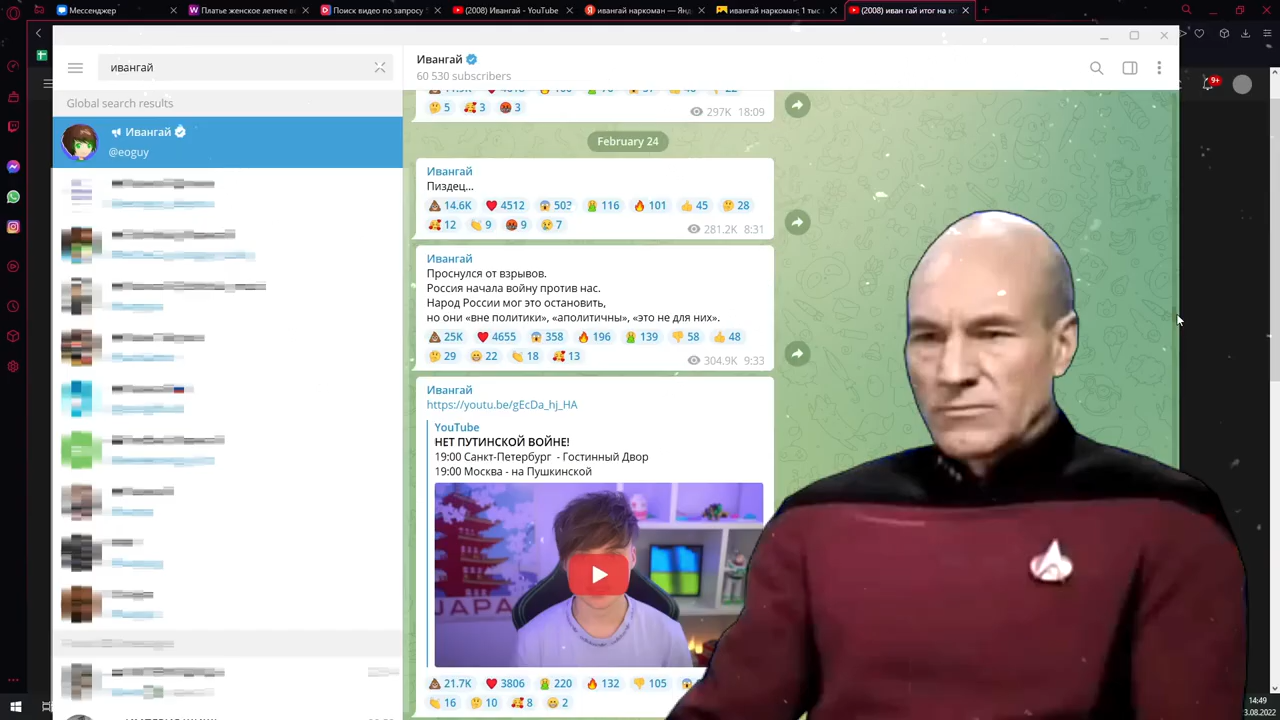 Мессенджер
Платье женское летнее в
Поиск видео по запросу
(2008) Ивангай - YouTube
ивангай наркоман — Янд
ивангай наркоман: 1 тыс
(2008) иван гай итог на ю
ивангай
Global search results
Ивангай
@eoguy
Ивангай
60 530 subscribers
5 3 3
297K 18:09
February 24
Ивангай
Пиздец...
14.6K 4512 503 116 101 45 28
12 9 9 7
281.2K 8:31
Ивангай
Проснулся от взрывов.
Россия начала войну против нас.
Народ России мог это остановить,
но они «вне политики», «аполитичны», «это не для них».
25K 4655 358 196 139 58 48
29 22 18 13
304.9K 9:33
Ивангай
https://youtu.be/gEcDa_hj_HA
YouTube
НЕТ ПУТИНСКОЙ ВОЙНЕ!
19:00 Санкт-Петербург - Гостинный Двор
19:00 Москва - на Пушкинской
JAPA
21.7K 3806 220 132 105
16 10 8 2
9+
14:49
3.08.2022